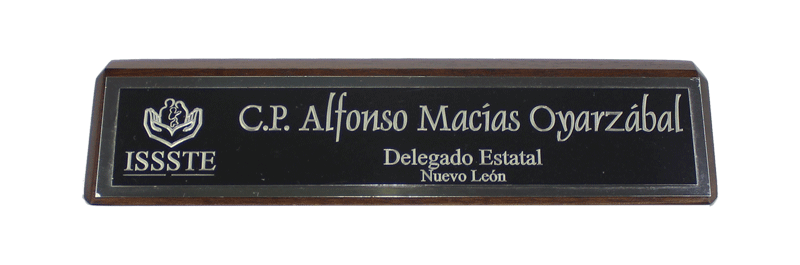 C.P. Alfonso Macías Oyarzábal
ISSSTE
Delegado Estatal
Nuevo León